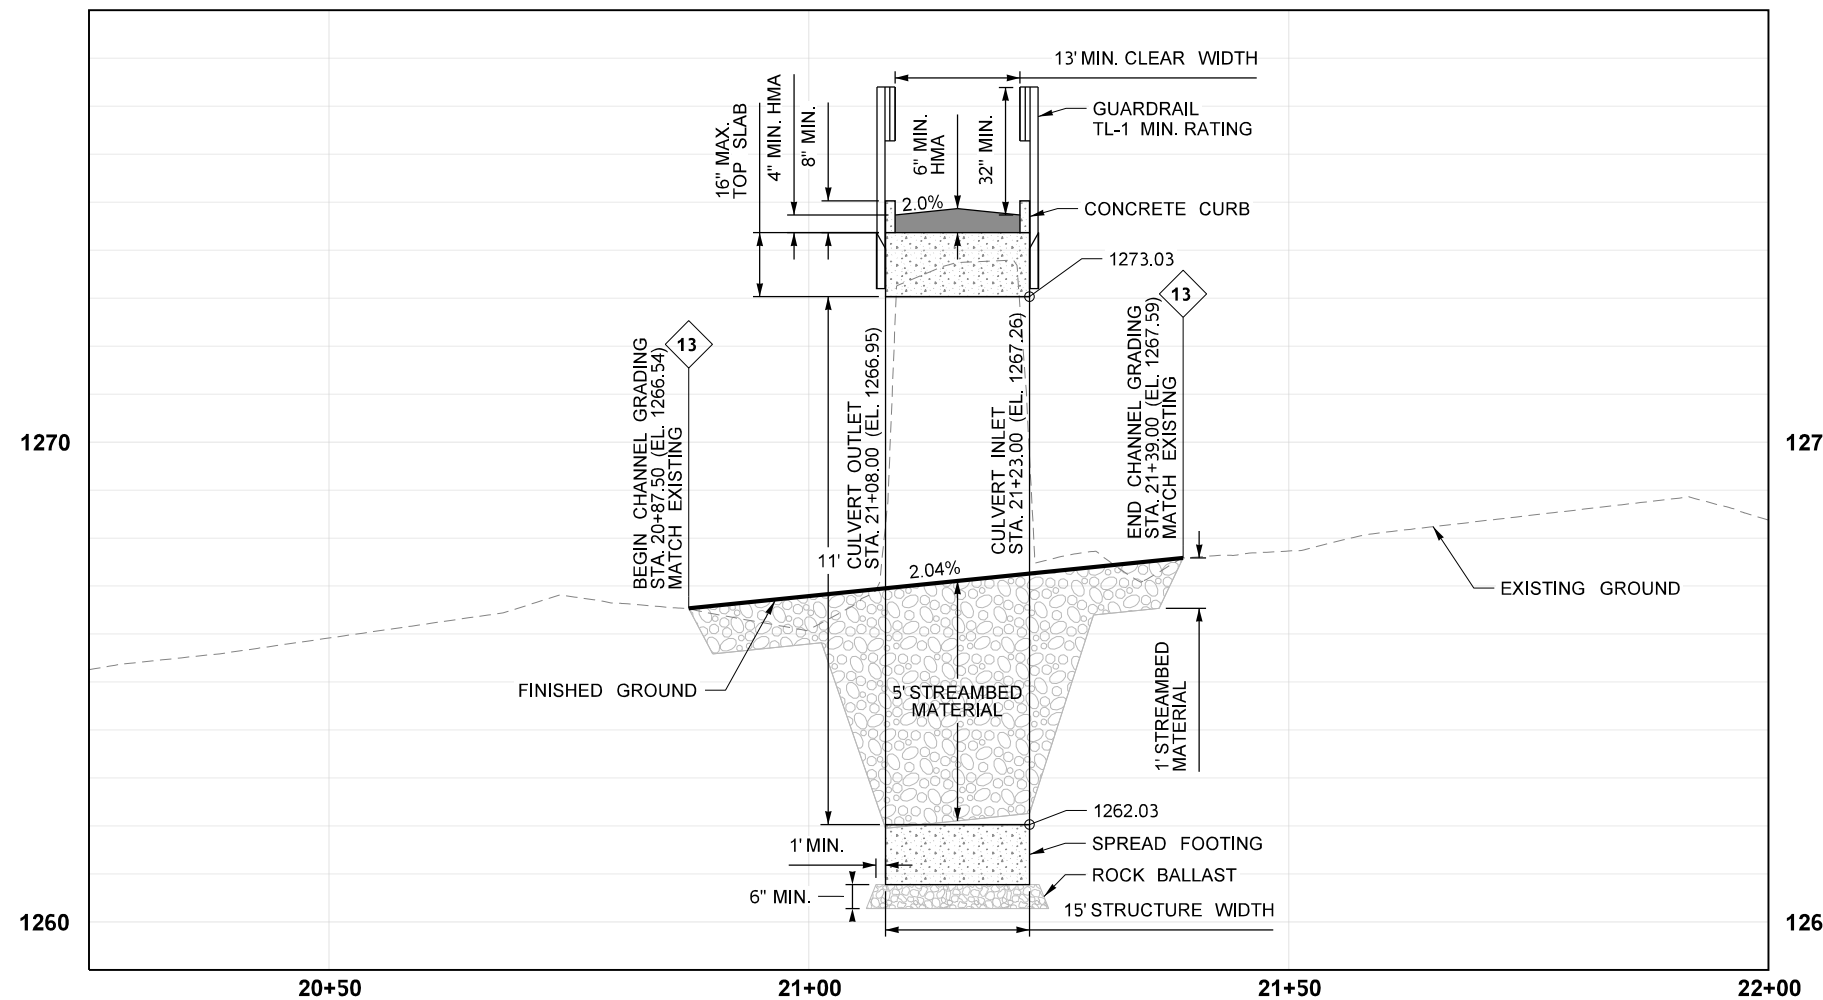 13' MIN. CLEAR WIDTH
16" MAX.
TOP SLAB
4" MIN. HMA
8" MIN.
6" MIN.
HMA
32" MIN.
GUARDRAIL
TL-1 MIN. RATING
2.0%
CONCRETE CURB
1273.03
13
13
BEGIN CHANNEL GRADING
STA. 20+87.50 (EL. 1266.54)
MATCH EXISTING
CULVERT OUTLET
STA. 21+08.00 (EL. 1266.95)
CULVERT INLET
STA. 21+23.00 (EL. 1267.26)
END CHANNEL GRADING
STA. 21+39.00 (EL. 1267.59)
MATCH EXISTING
1270
127
11'
2.04%
EXISTING GROUND
FINISHED GROUND
5' STREAMBED
MATERIAL
1' STREAMBED
MATERIAL
1262.03
1' MIN.
SPREAD FOOTING
ROCK BALLAST
6" MIN.
15' STRUCTURE WIDTH
1260
126
20+50
21+00
21+50
22+00